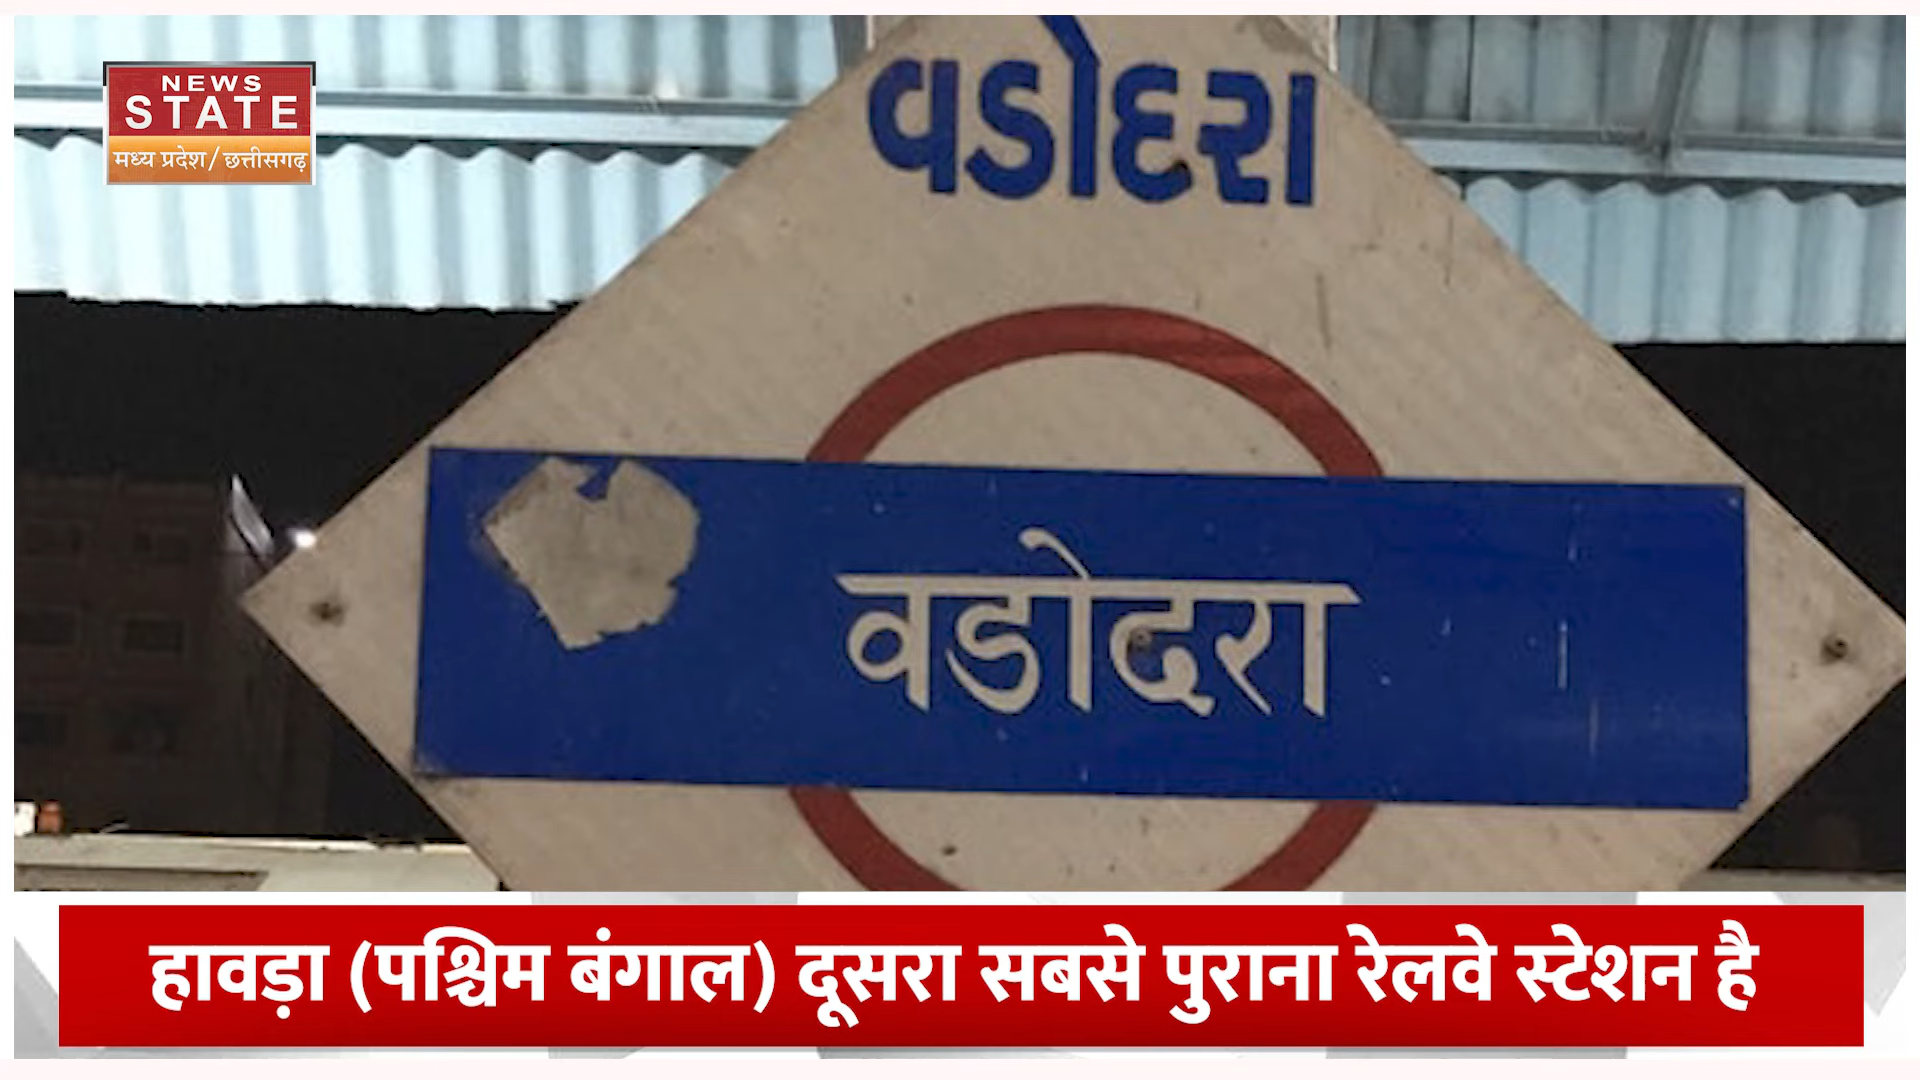 NEWS
STATE
मध्य प्रदेश/छत्तीसगढ़
વડોદરા
वडोदरा
हावड़ा (पश्चिम बंगाल) दूसरा सबसे पुराना रेलवे स्टेशन है